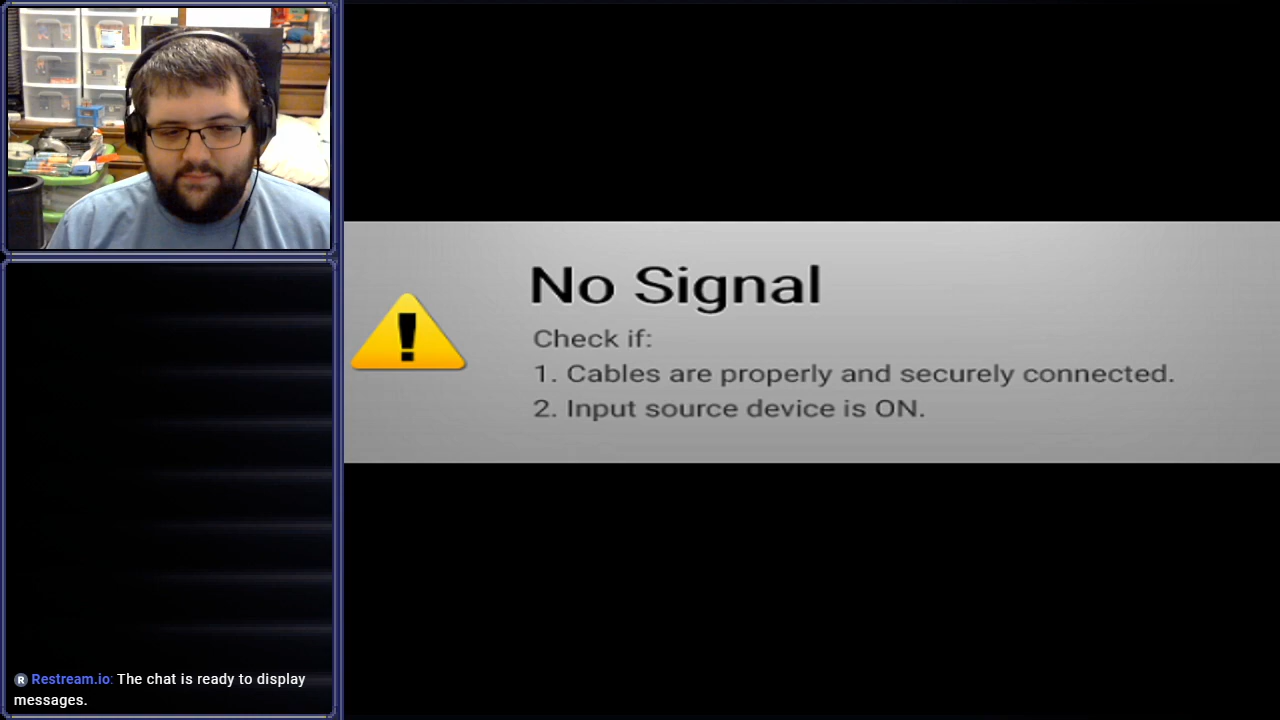 No Signal
Check if:
1. Cables are properly and securely connected.
2. Input source device is ON.
R Restream.io: The chat is ready to display
messages.